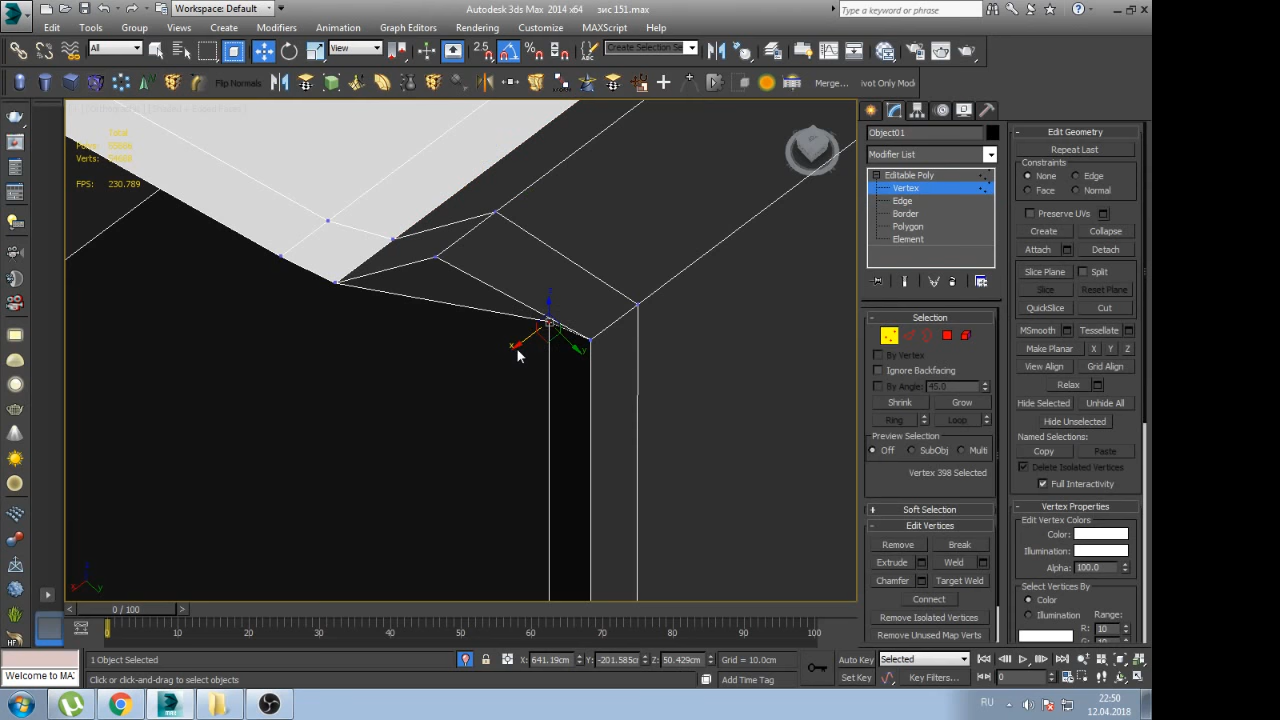 Workspace: Default
Autodesk 3ds Max 2014 x64 зис 151.max
Type a keyword or phrase
Edit Tools Group Views Create Modifiers Animation Graph Editors Rendering Customize MAXScript Help
All View 2.5 Create Selection Se
Flip Normals Merge... ivot Only Mod
Total
Verts:
FPS: 230.789
z
x
y
Object01
Modifier List
Editable Poly
Vertex
Edge
Border
Polygon
Element
Selection
By Vertex
Ignore Backfacing
By Angle: 45.0
Shrink Grow
Ring Loop
Preview Selection
Off SubObj Multi
Vertex 398 Selected
Soft Selection
Edit Vertices
Remove Break
Extrude Weld
Chamfer Target Weld
Connect
Remove Isolated Vertices
Remove Unused Map Verts
Edit Geometry
Repeat Last
Constraints
None Edge
Face Normal
Preserve UVs
Create Collapse
Attach Detach
Slice Plane Split
Slice Reset Plane
QuickSlice Cut
MSmooth Tessellate
Make Planar X Y Z
View Align Grid Align
Relax
Hide Selected Unhide All
Hide Unselected
Named Selections:
Copy Paste
Delete Isolated Vertices
Full Interactivity
Vertex Properties
Edit Vertex Colors
Color:
Illumination:
Alpha: 100.0
Select Vertices By
Color
Illumination Range:
R: 10
z
x y
HF
0 / 100
0 10 20 30 40 50 60 70 80 90 100
1 Object Selected X: 641.19cm Y: -201.585cm Z: 50.429cm Grid = 10.0cm Auto Key Selected
Welcome to MAX Click or click-and-drag to select objects Add Time Tag Set Key Key Filters... 0
RU 22:50
12.04.2018